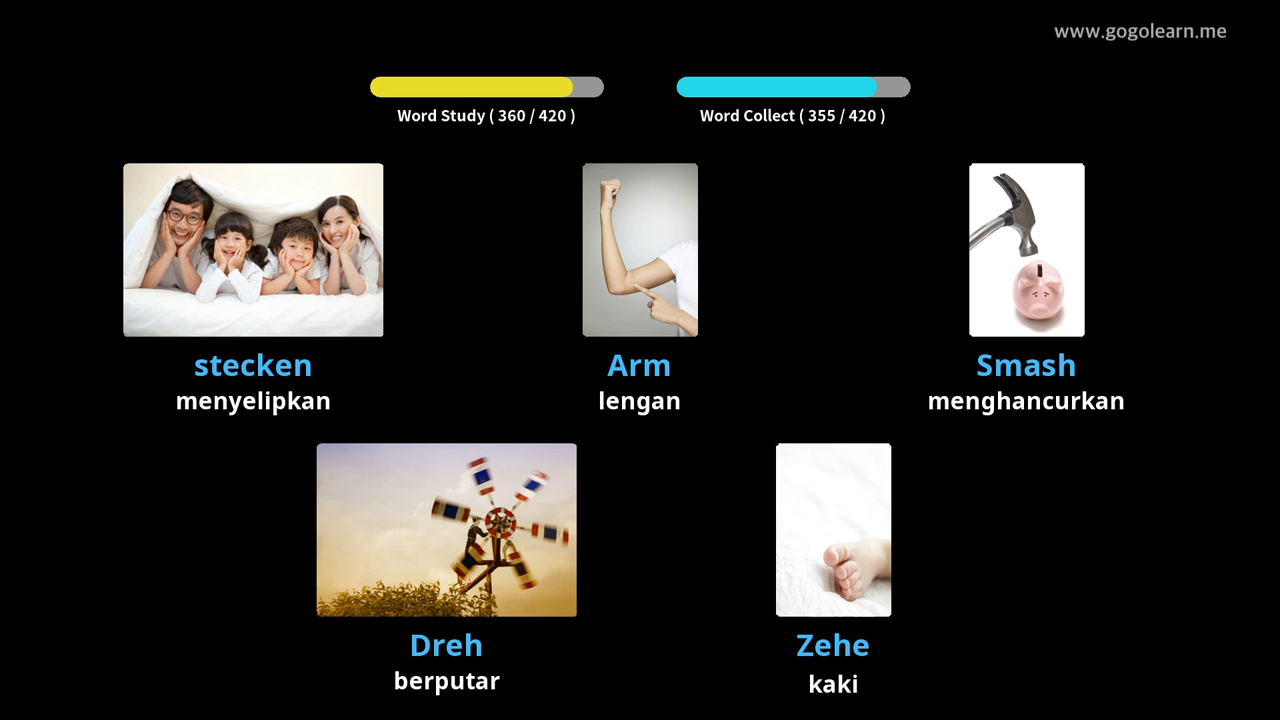 www.gogolearn.me
Word Study ( 360 / 420 )
Word Collect ( 355 / 420 )
stecken
menyelipkan
Arm
lengan
Smash
menghancurkan
Dreh
berputar
Zehe
kaki